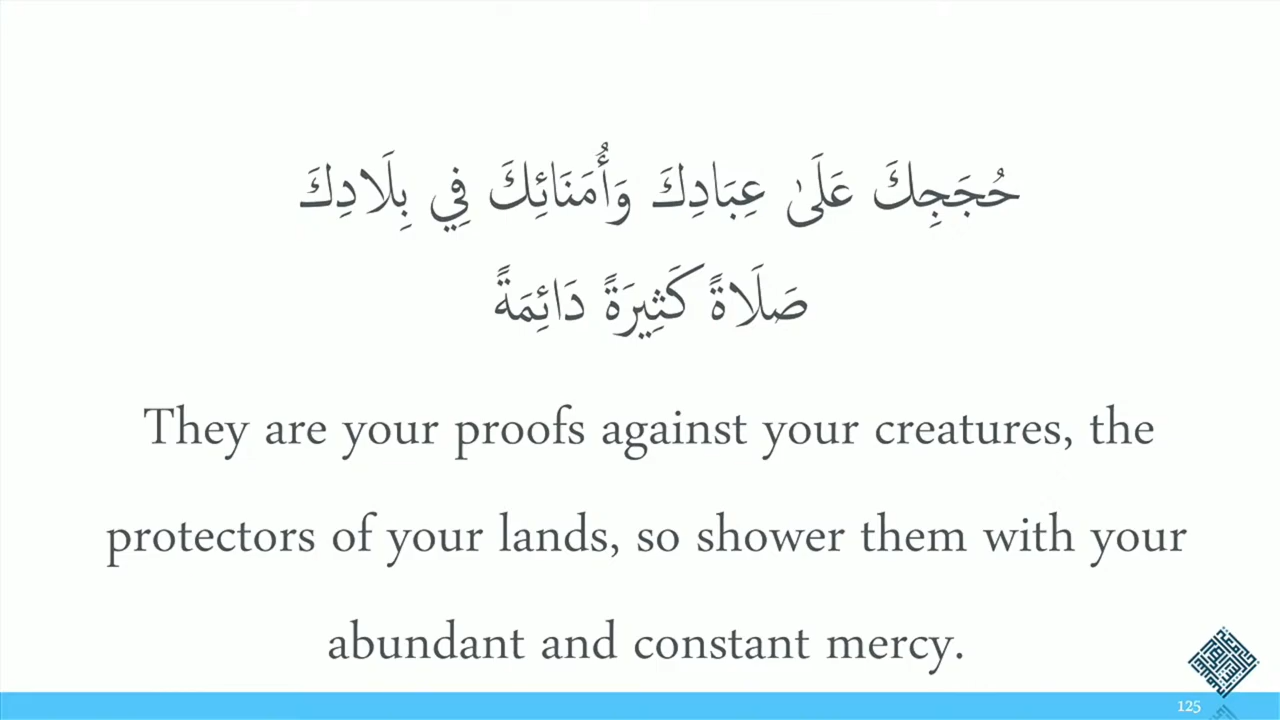 حُجَجِكَ عَلَىٰ عِبَادِكَ وَأُمَنَائِكَ فِي بِلَادِكَ
صَلَاةً كَثِيرَةً دَائِمَةً
They are your proofs against your creatures, the
protectors of your lands, so shower them with your
abundant and constant mercy.
125